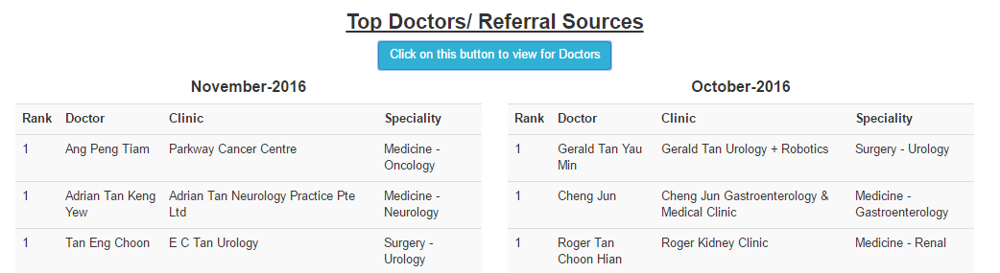 Top Doctors/ Referral Sources
Click on this button to view for Doctors
November-2016
Rank Doctor Clinic Speciality
1 Ang Peng Tiam Parkway Cancer Centre Medicine -
Oncology
1 Adrian Tan Keng Adrian Tan Neurology Practice Pte Medicine -
Yew Ltd Neurology
1 Tan Eng Choon E C Tan Urology Surgery -
Urology
October-2016
Rank Doctor Clinic Speciality
1 Gerald Tan Yau Gerald Tan Urology + Robotics Surgery - Urology
Min
1 Cheng Jun Cheng Jun Gastroenterology & Medicine -
Medical Clinic Gastroenterology
1 Roger Tan Roger Kidney Clinic Medicine - Renal
Choon Hian